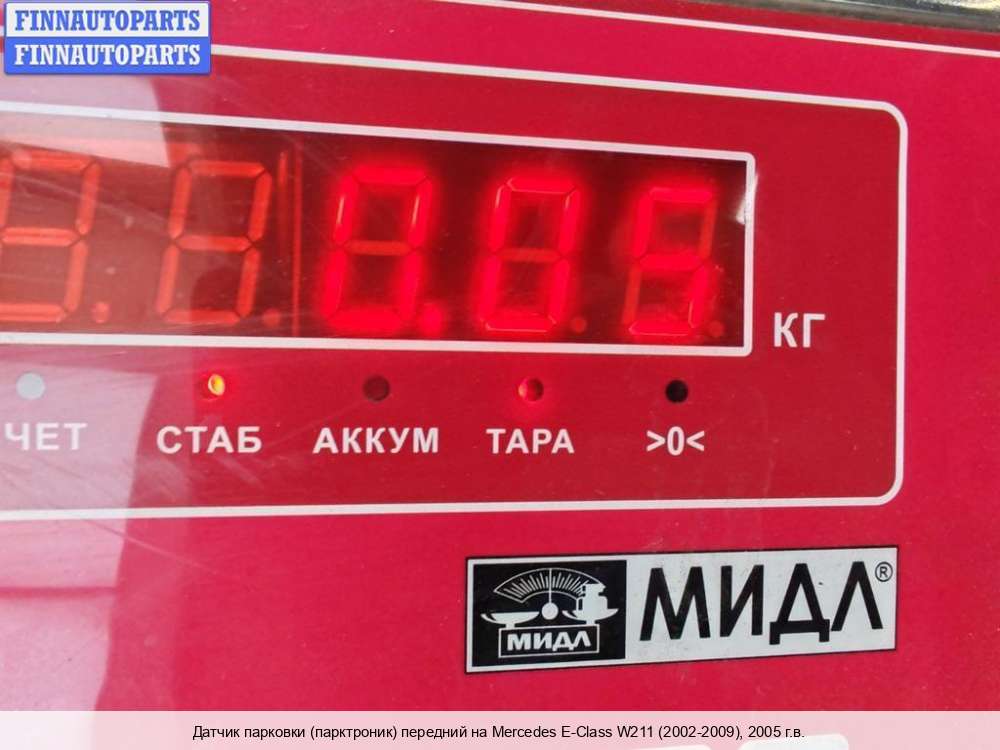 FINNAUTOPARTS
FINNAUTOPARTS
0.05
КГ
ЧЕТ СТАБ АККУМ ТАРА >0<
МИДЛ МИДЛ®
Датчик парковки (парктроник) передний на Mercedes E-Class W211 (2002-2009), 2005 г.в.